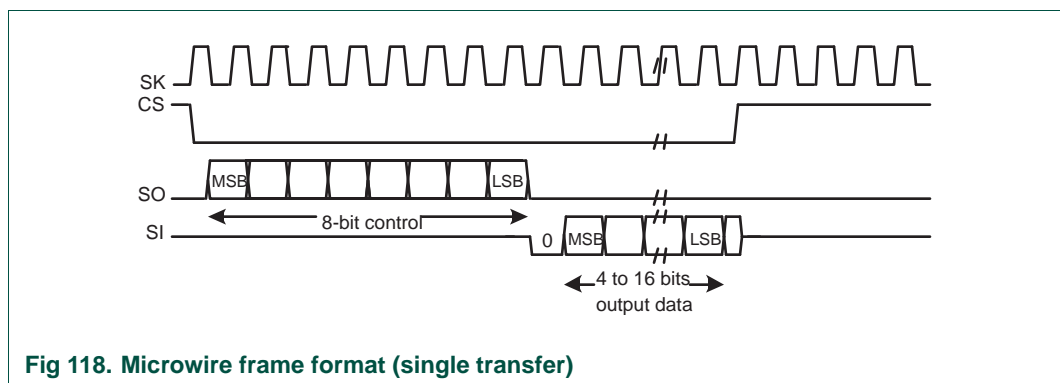 SK
CS
SO
MSB
LSB
8-bit control
SI
0
MSB
LSB
4 to 16 bits
output data
Fig 118. Microwire frame format (single transfer)